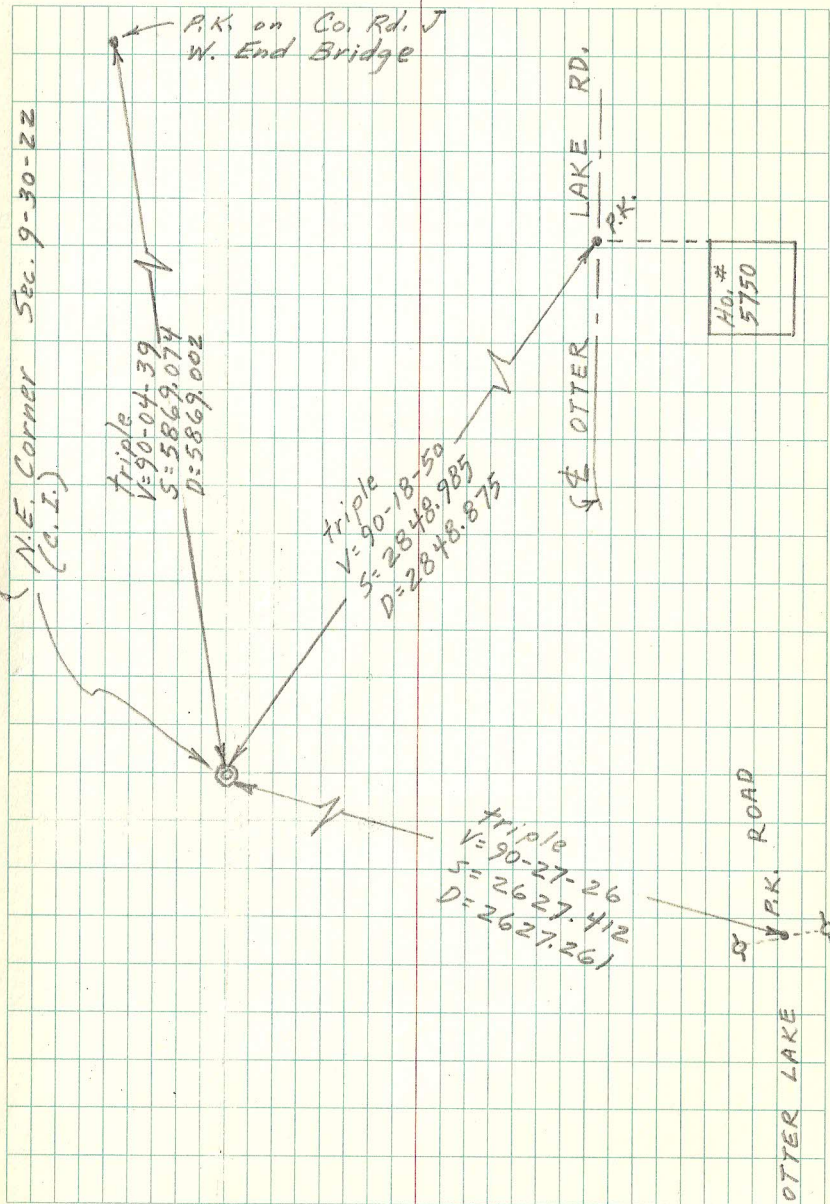 P.K. on Co. Rd. J
W. End Bridge
N.E. Corner Sec. 9-30-22
(C.I.)
triple
V=90-04-39
S=5869.074
D=5869.002
triple
V=90-18-50
S=2848.985
D=2848.875
℄ OTTER LAKE RD.
P.K.
Ho. #
5750
triple
V=90-27-26
S=2627.412
D=2627.261
P.K.
OTTER LAKE ROAD